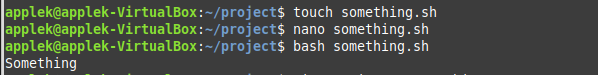 applek@applek-VirtualBox:~/project$ touch something.sh
applek@applek-VirtualBox:~/project$ nano something.sh
applek@applek-VirtualBox:~/project$ bash something.sh
Something